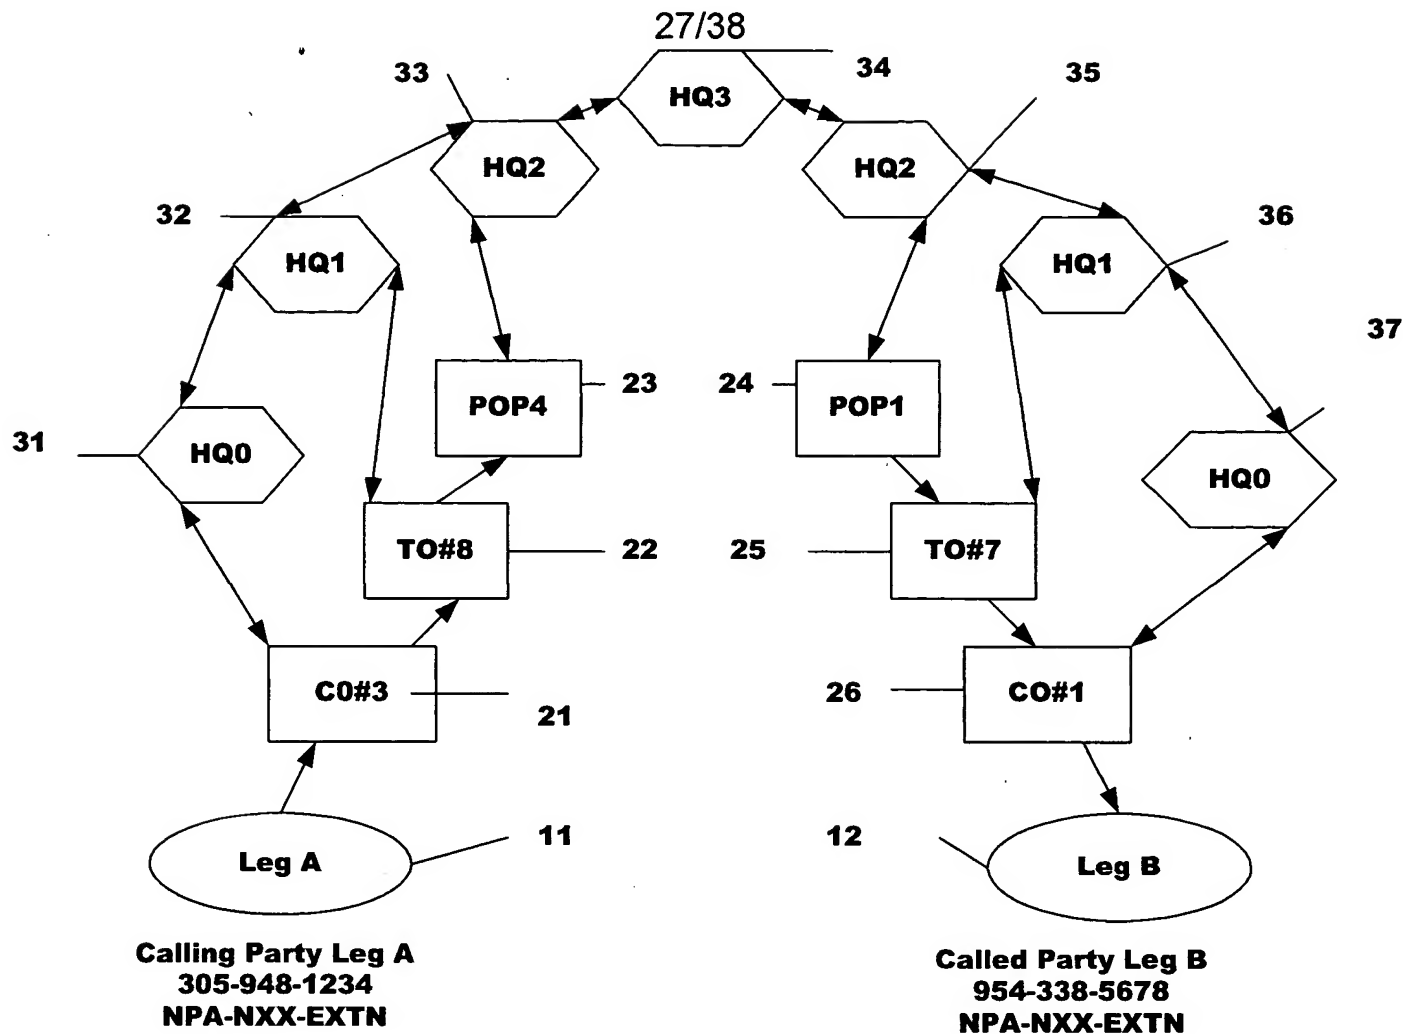 27/38
33
HQ3
34
35
HQ2
HQ2
32
36
HQ1
HQ1
37
23
24
POP4
POP1
31
HQ0
HQ0
TO#8
22
25
TO#7
C0#3
21
26
CO#1
11
12
Leg A
Leg B
Calling Party Leg A
305-948-1234
NPA-NXX-EXTN
Called Party Leg B
954-338-5678
NPA-NXX-EXTN